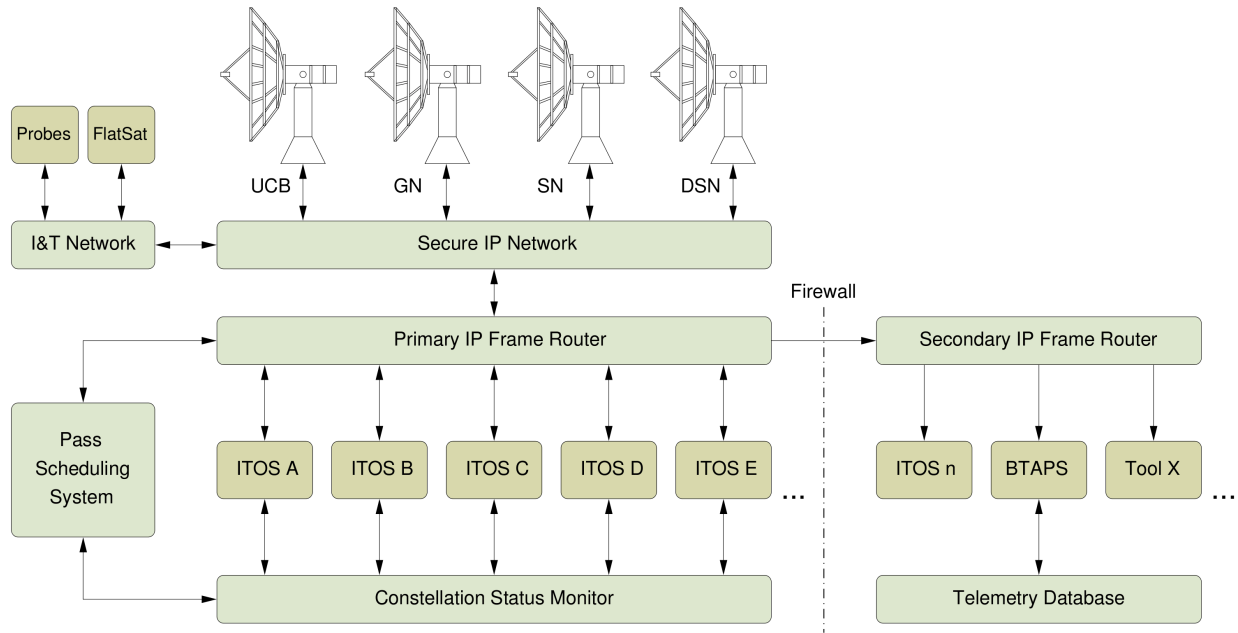 Probes
FlatSat
UCB
GN
SN
DSN
I&T Network
Secure IP Network
Firewall
Primary IP Frame Router
Secondary IP Frame Router
Pass
Scheduling
System
ITOS A
ITOS B
ITOS C
ITOS D
ITOS E
...
ITOS n
BTAPS
Tool X
...
Constellation Status Monitor
Telemetry Database